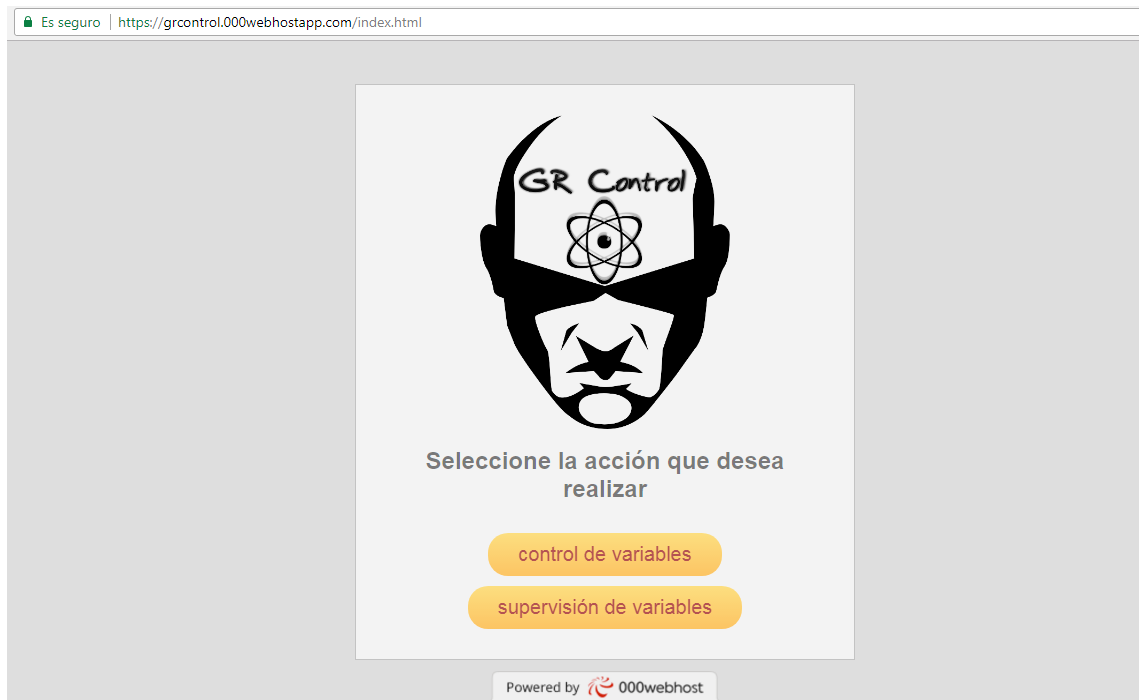 Es seguro https://grcontrol.000webhostapp.com/index.html
GR Control
Seleccione la acción que desea
realizar
control de variables
supervisión de variables
Powered by 000webhost